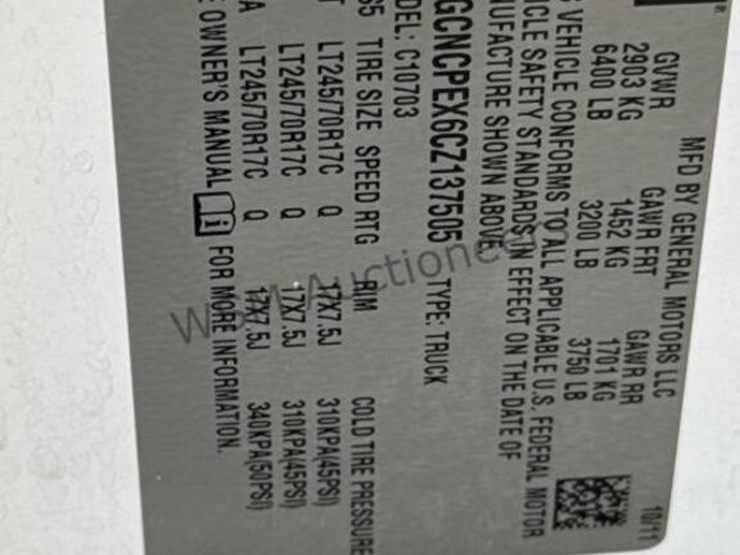 ®
MFD BY GENERAL MOTORS LLC 10/11
GVWR GAWR FRT GAWR RR
2903 KG 1452 KG 1701 KG
6400 LB 3200 LB 3750 LB
VEHICLE CONFORMS TO ALL APPLICABLE U.S. FEDERAL MOTOR
ICLE SAFETY STANDARDS IN EFFECT ON THE DATE OF
NUFACTURE SHOWN ABOVE
GCNCPEX6CZ137505 TYPE: TRUCK
DEL: C10703
S5 TIRE SIZE SPEED RTG RIM COLD TIRE PRESSURE
T LT245/70R17C Q 17X7.5J 310KPA(45PSI)
LT245/70R17C Q 17X7.5J 310KPA(45PSI)
A LT245/70R17C Q 17X7.5J 340KPA(50PSI)
E OWNER'S MANUAL i FOR MORE INFORMATION.